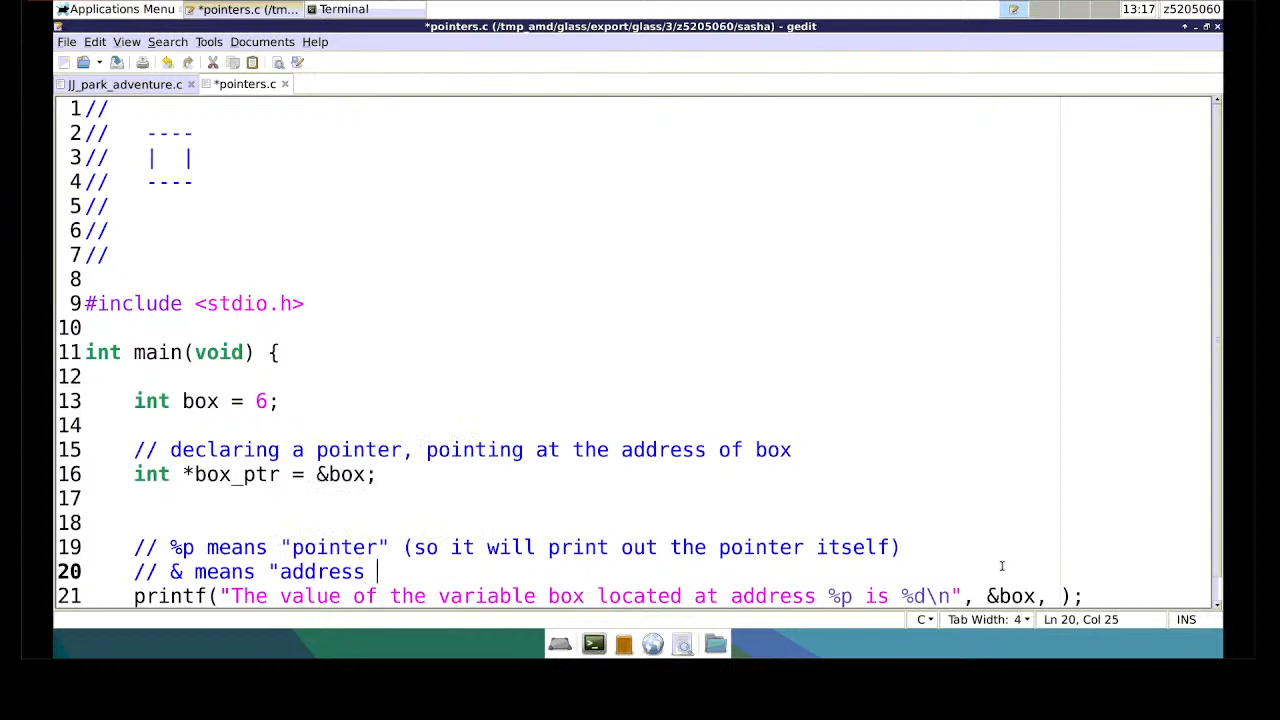 Applications Menu *pointers.c (/tm... Terminal 13:17 z5205060
*pointers.c (/tmp_amd/glass/export/glass/3/z5205060/sasha) - gedit
File Edit View Search Tools Documents Help
JJ_park_adventure.c *pointers.c
1 //
2 //   ----
3 //   |  |
4 //   ----
5 //
6 //
7 //
8
9 #include <stdio.h>
10
11 int main(void) {
12
13     int box = 6;
14
15     // declaring a pointer, pointing at the address of box
16     int *box_ptr = &box;
17
18
19     // %p means "pointer" (so it will print out the pointer itself)
20     // & means "address
21     printf("The value of the variable box located at address %p is %d\n", &box, );
C Tab Width: 4 Ln 20, Col 25 INS